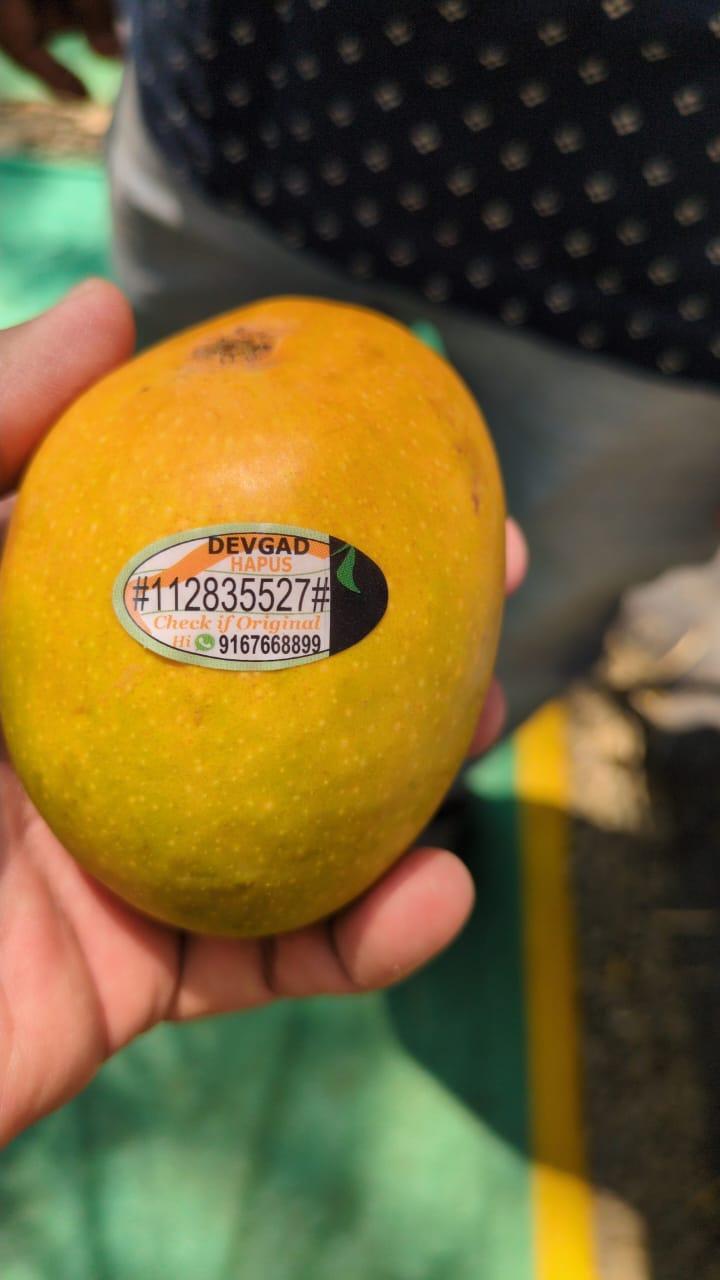 DEVGAD
HAPUS
#112835527#
Check if Original
Hi 9167668899